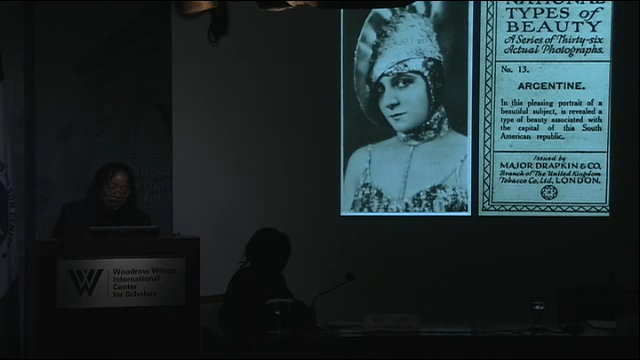 NATIONAL
TYPES of
BEAUTY
A Series of Thirty-six
Actual Photographs.
No. 13.
ARGENTINE.
In this pleasing portrait of a
beautiful subject, is revealed a
type of beauty associated with
the capital of this South
American republic.
Issued by
MAJOR DRAPKIN & CO.,
Branch of The United Kingdom
Tobacco Co., Ltd., LONDON.
W
Woodrow Wilson
International
Center
for Scholars